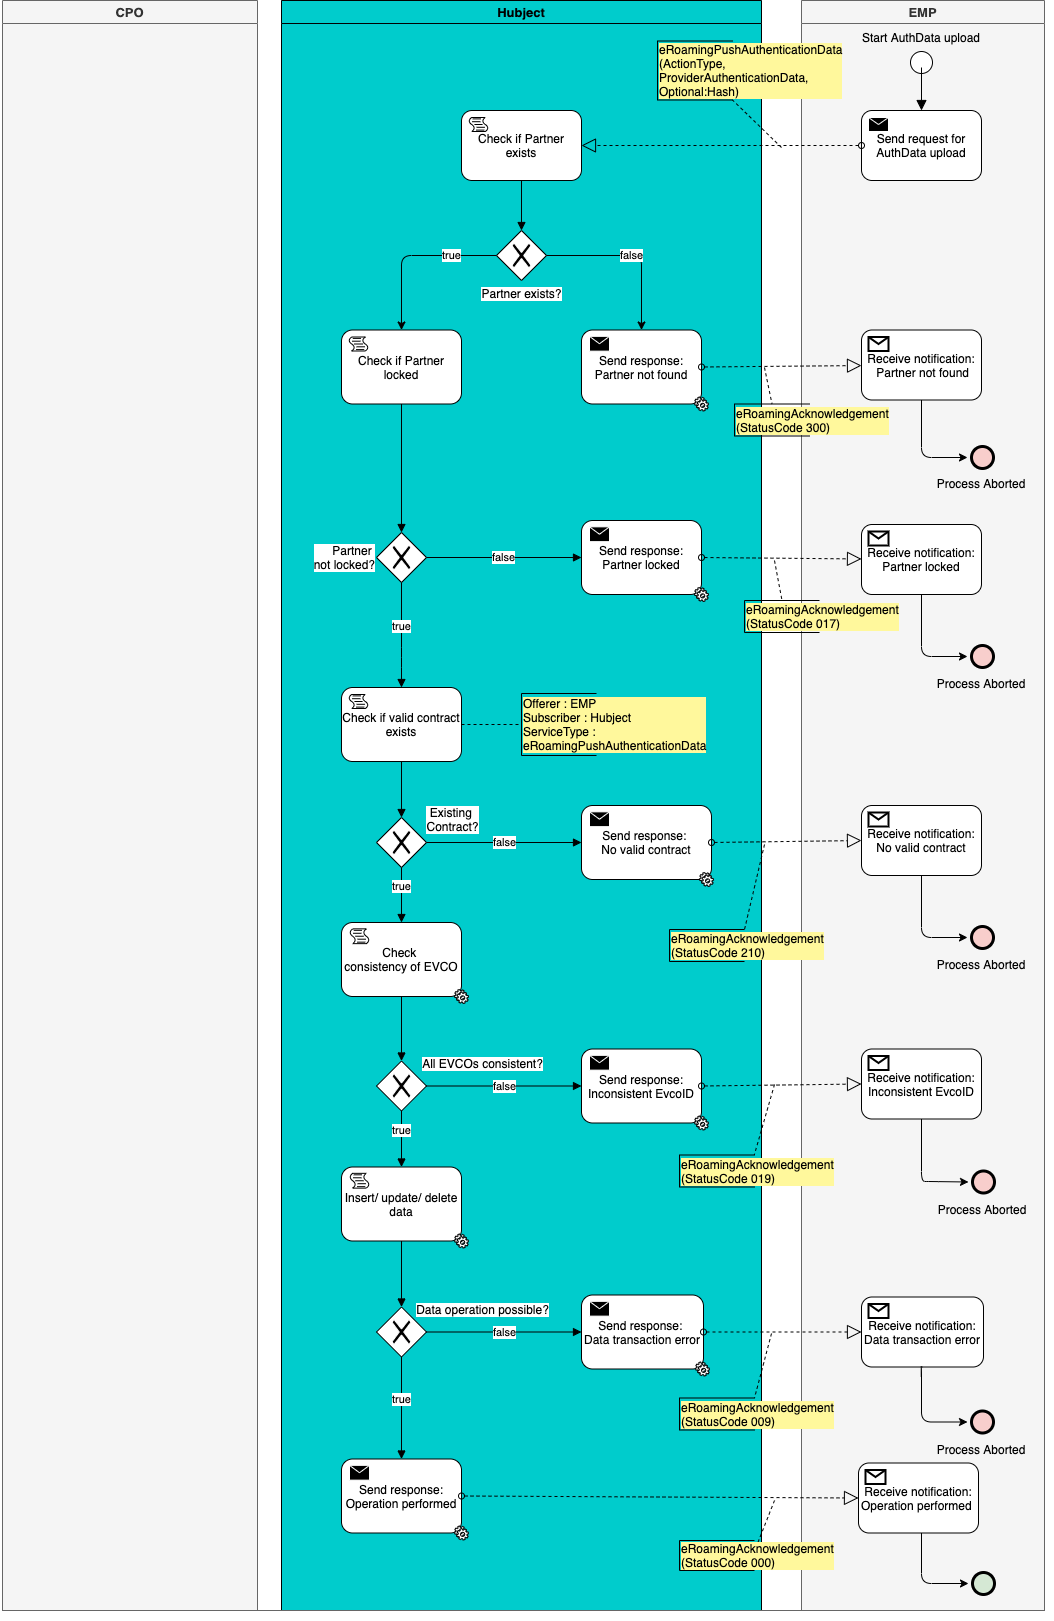 CPO
Hubject
EMP
Start AuthData upload
eRoamingPushAuthenticationData
(ActionType,
ProviderAuthenticationData,
Optional:Hash)
Check if Partner
exists
Send request for
AuthData upload
true
false
Partner exists?
Check if Partner
locked
Send response:
Partner not found
Receive notification:
Partner not found
eRoamingAcknowledgement
(StatusCode 300)
Process Aborted
Partner
not locked?
false
Send response:
Partner locked
Receive notification:
Partner locked
eRoamingAcknowledgement
(StatusCode 017)
true
Process Aborted
Check if valid contract
exists
Offerer : EMP
Subscriber : Hubject
ServiceType :
eRoamingPushAuthenticationData
Existing
Contract?
false
Send response:
No valid contract
Receive notification:
No valid contract
true
eRoamingAcknowledgement
(StatusCode 210)
Process Aborted
Check
consistency of EVCO
All EVCOs consistent?
false
Send response:
Inconsistent EvcoID
Receive notification:
Inconsistent EvcoID
true
eRoamingAcknowledgement
(StatusCode 019)
Process Aborted
Insert/ update/ delete
data
Data operation possible?
false
Send response:
Data transaction error
Receive notification:
Data transaction error
true
eRoamingAcknowledgement
(StatusCode 009)
Process Aborted
Send response:
Operation performed
Receive notification:
Operation performed
eRoamingAcknowledgement
(StatusCode 000)